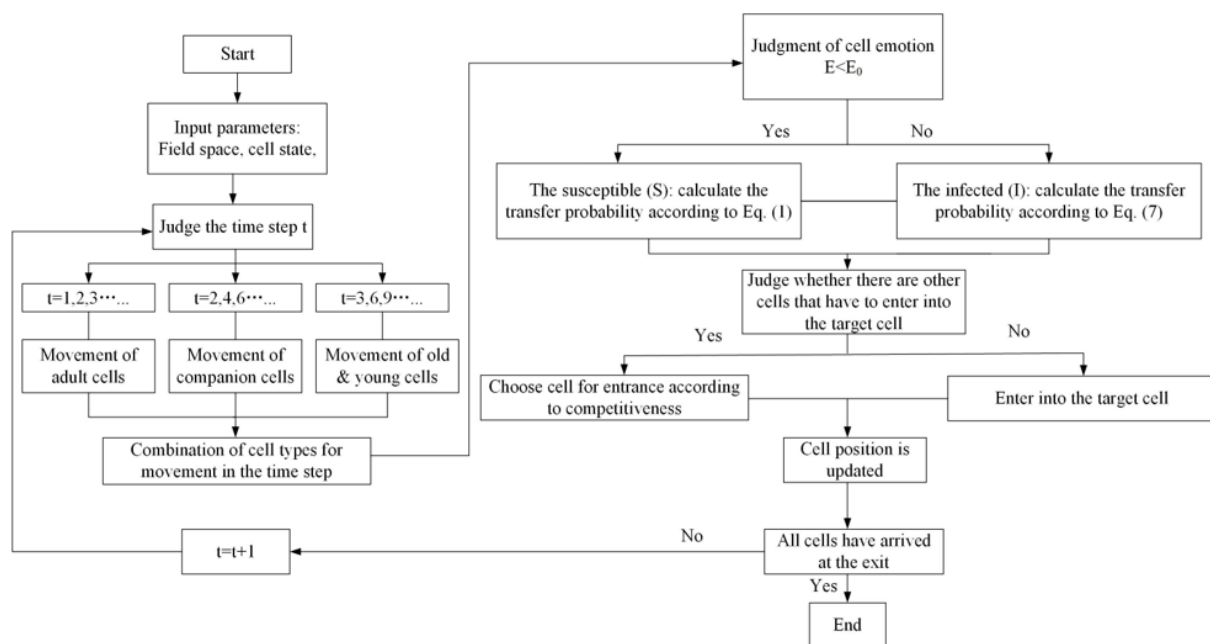 Start
Input parameters:
Field space, cell state,
Judge the time step t
t=1,2,3⋯...
t=2,4,6⋯...
t=3,6,9⋯...
Movement of
adult cells
Movement of
companion cells
Movement of old
& young cells
Combination of cell types for
movement in the time step
Judgment of cell emotion
E<E₀
Yes
No
The susceptible (S): calculate the
transfer probability according to Eq. (1)
The infected (I): calculate the transfer
probability according to Eq. (7)
Judge whether there are other
cells that have to enter into
the target cell
Yes
No
Choose cell for entrance according
to competitiveness
Enter into the target cell
Cell position is
updated
All cells have arrived
at the exit
No
t=t+1
Yes
End